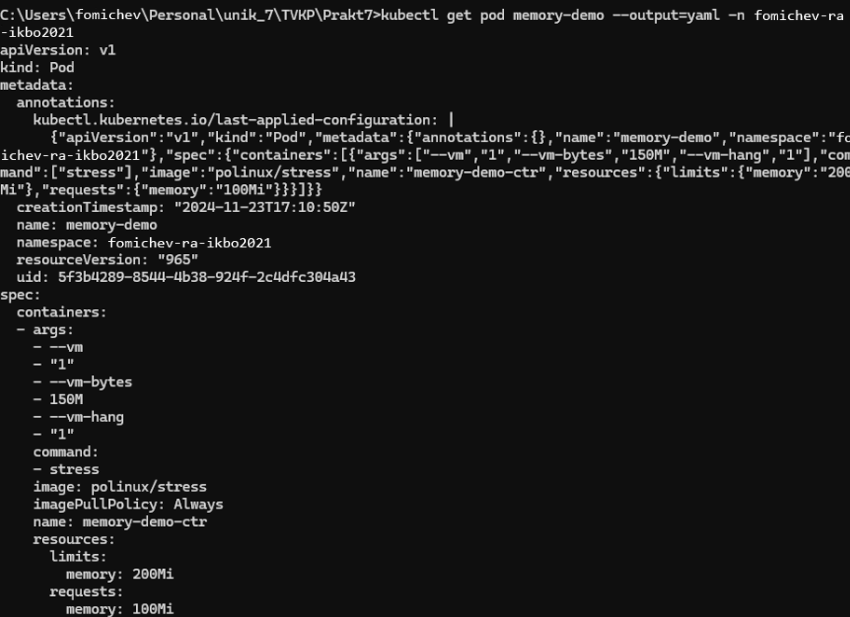 C:\Users\fomichev\Personal\unik_7\TVKP\Prakt7>kubectl get pod memory-demo --output=yaml -n fomichev-ra
-ikbo2021
apiVersion: v1
kind: Pod
metadata:
  annotations:
    kubectl.kubernetes.io/last-applied-configuration: |
      {"apiVersion":"v1","kind":"Pod","metadata":{"annotations":{},"name":"memory-demo","namespace":"fo
ichev-ra-ikbo2021"},"spec":{"containers":[{"args":["--vm","1","--vm-bytes","150M","--vm-hang","1"],"com
mand":["stress"],"image":"polinux/stress","name":"memory-demo-ctr","resources":{"limits":{"memory":"200
Mi"},"requests":{"memory":"100Mi"}}}]}}
  creationTimestamp: "2024-11-23T17:10:50Z"
  name: memory-demo
  namespace: fomichev-ra-ikbo2021
  resourceVersion: "965"
  uid: 5f3b4289-8544-4b38-924f-2c4dfc304a43
spec:
  containers:
  - args:
    - --vm
    - "1"
    - --vm-bytes
    - 150M
    - --vm-hang
    - "1"
    command:
    - stress
    image: polinux/stress
    imagePullPolicy: Always
    name: memory-demo-ctr
    resources:
      limits:
        memory: 200Mi
      requests:
        memory: 100Mi